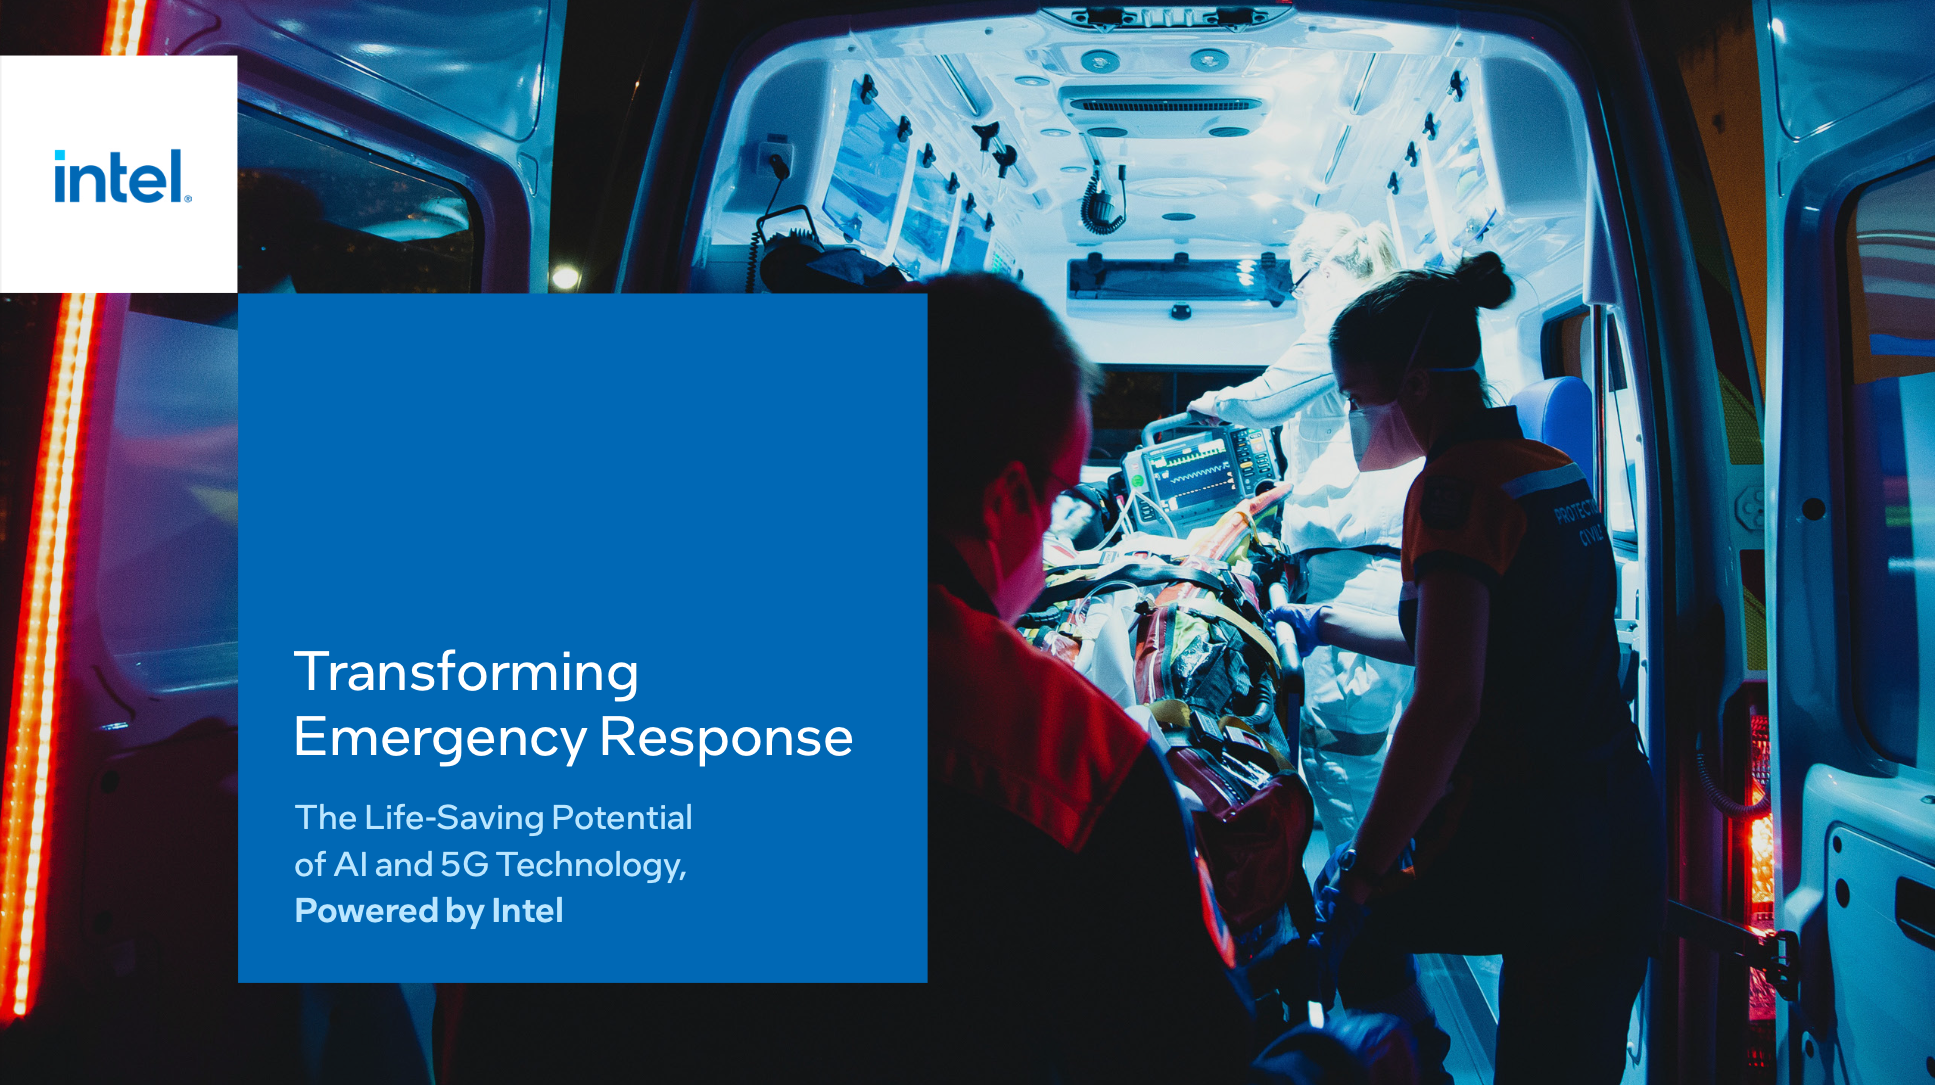 intel®
Transforming
Emergency Response
The Life-Saving Potential
of AI and 5G Technology,
Powered by Intel